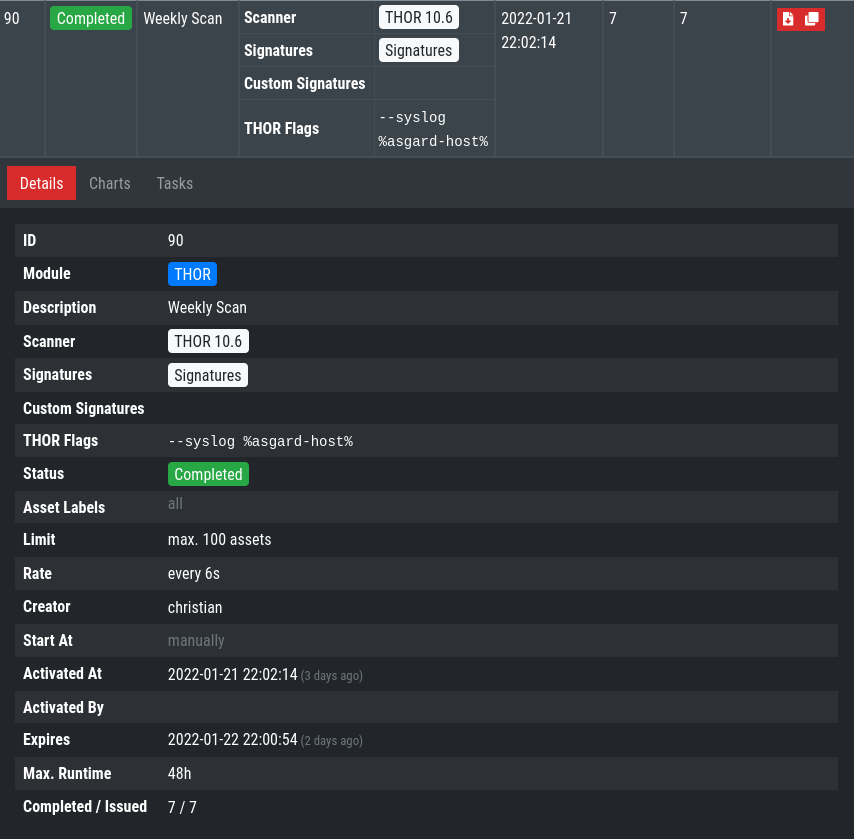 90 Completed Weekly Scan Scanner THOR 10.6 2022-01-21 7 7
22:02:14
Signatures Signatures
Custom Signatures
THOR Flags --syslog
%asgard-host%
Details Charts Tasks
ID 90
Module THOR
Description Weekly Scan
Scanner THOR 10.6
Signatures Signatures
Custom Signatures
THOR Flags --syslog %asgard-host%
Status Completed
Asset Labels all
Limit max. 100 assets
Rate every 6s
Creator christian
Start At manually
Activated At 2022-01-21 22:02:14 (3 days ago)
Activated By
Expires 2022-01-22 22:00:54 (2 days ago)
Max. Runtime 48h
Completed / Issued 7 / 7